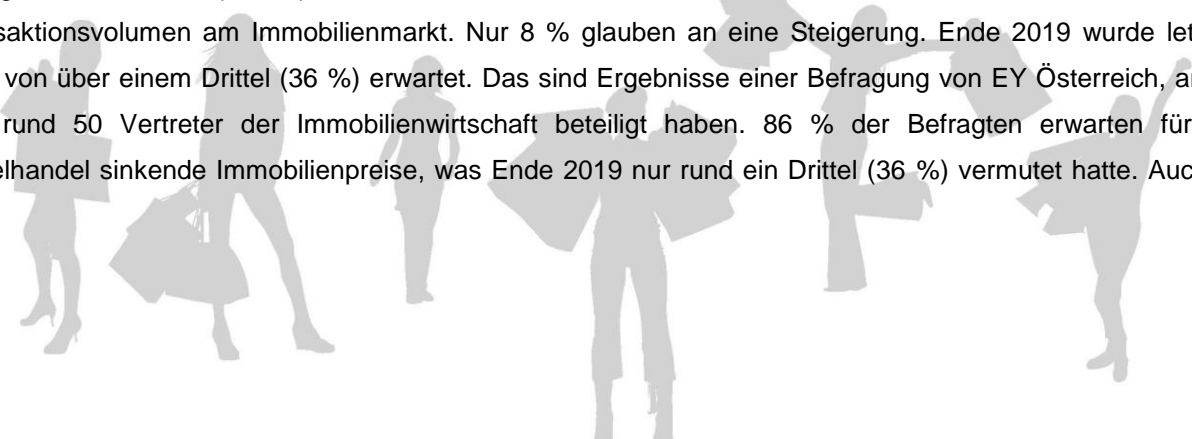 saktionsvolumen am Immobilienmarkt. Nur 8 % glauben an eine Steigerung. Ende 2019 wurde let
von über einem Drittel (36 %) erwartet. Das sind Ergebnisse einer Befragung von EY Österreich, a
rund 50 Vertreter der Immobilienwirtschaft beteiligt haben. 86 % der Befragten erwarten für
elhandel sinkende Immobilienpreise, was Ende 2019 nur rund ein Drittel (36 %) vermutet hatte. Auc